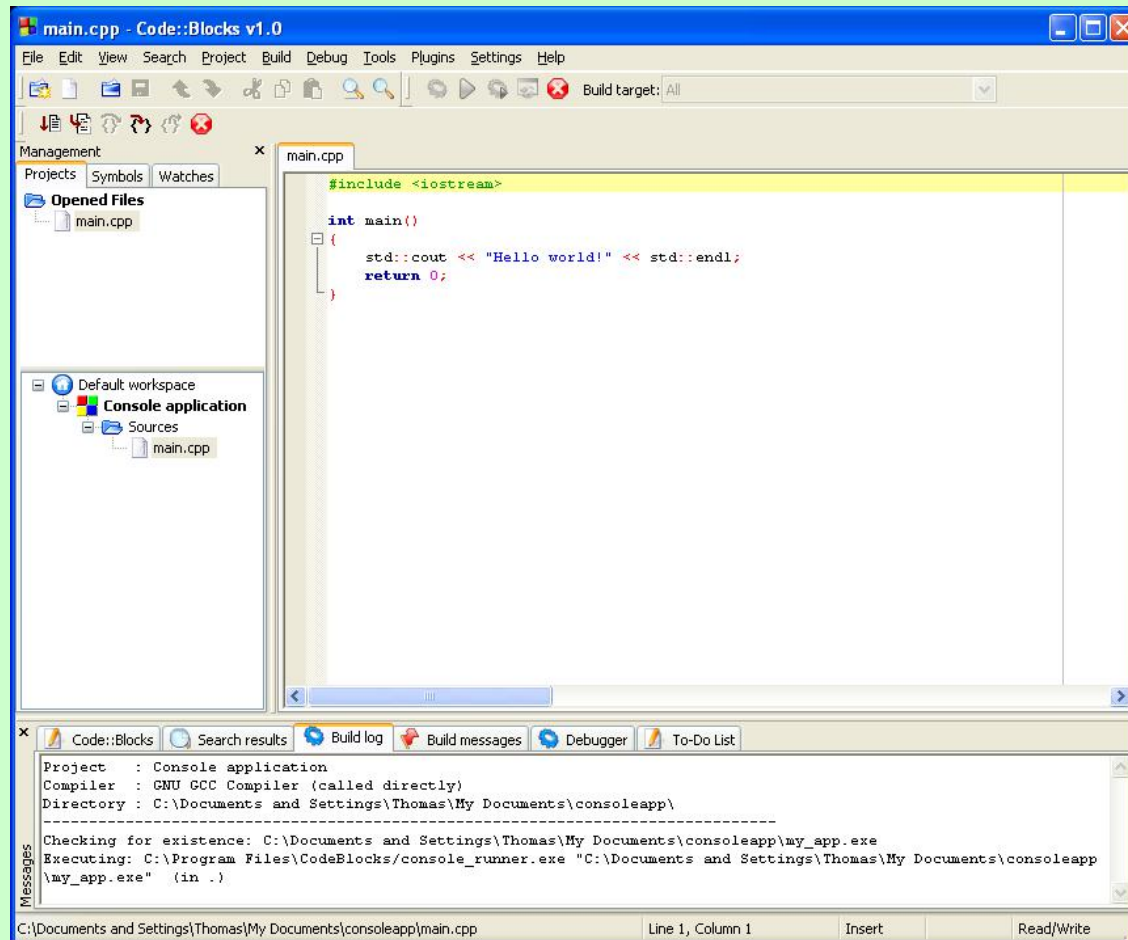 main.cpp - Code::Blocks v1.0
File Edit View Search Project Build Debug Tools Plugins Settings Help
Build target: All
Management
Projects Symbols Watches
Opened Files
main.cpp
Default workspace
Console application
Sources
main.cpp
main.cpp
#include <iostream>
int main()
{
std::cout << "Hello world!" << std::endl;
return 0;
}
Code::Blocks Search results Build log Build messages Debugger To-Do List
Messages
Project : Console application
Compiler : GNU GCC Compiler (called directly)
Directory : C:\Documents and Settings\Thomas\My Documents\consoleapp\
--------------------------------------------------------------------------------
Checking for existence: C:\Documents and Settings\Thomas\My Documents\consoleapp\my_app.exe
Executing: C:\Program Files\CodeBlocks/console_runner.exe "C:\Documents and Settings\Thomas\My Documents\consoleapp
\my_app.exe" (in .)
C:\Documents and Settings\Thomas\My Documents\consoleapp\main.cpp Line 1, Column 1 Insert Read/Write